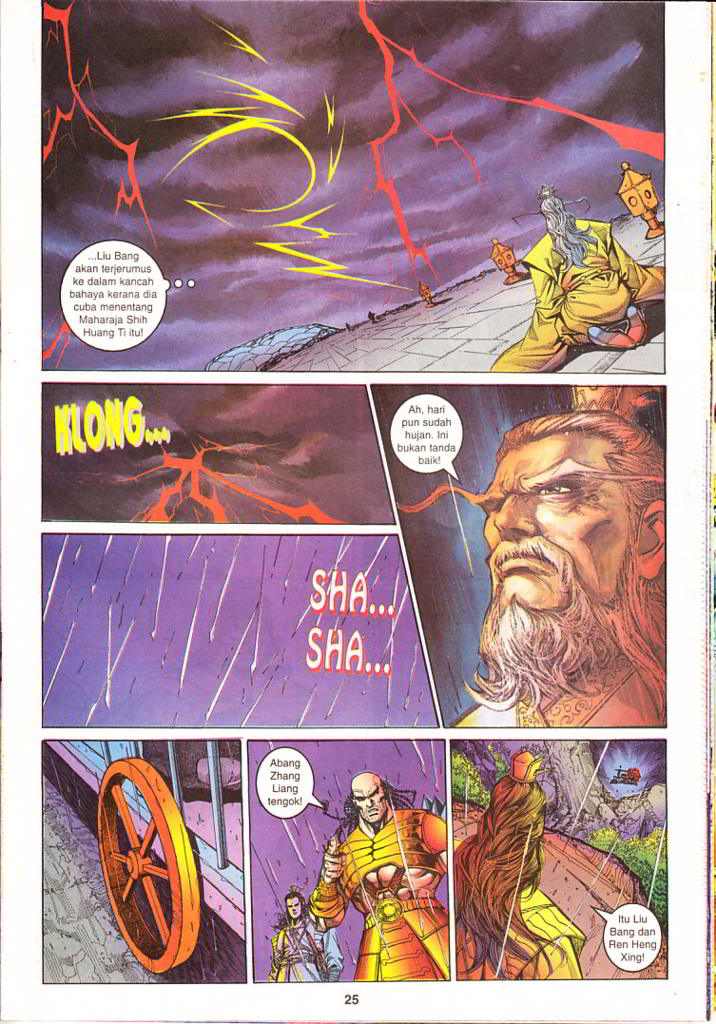 ...Liu Bang
akan terjerumus
ke dalam kancah
bahaya kerana dia
cuba menentang
Maharaja Shih
Huang Ti itu!
KLONG...
Ah, hari
pun sudah
hujan. Ini
bukan tanda
baik!
SHA...
SHA...
Abang
Zhang
Liang
tengok!
Itu Liu
Bang dan
Ren Heng
Xing!
25